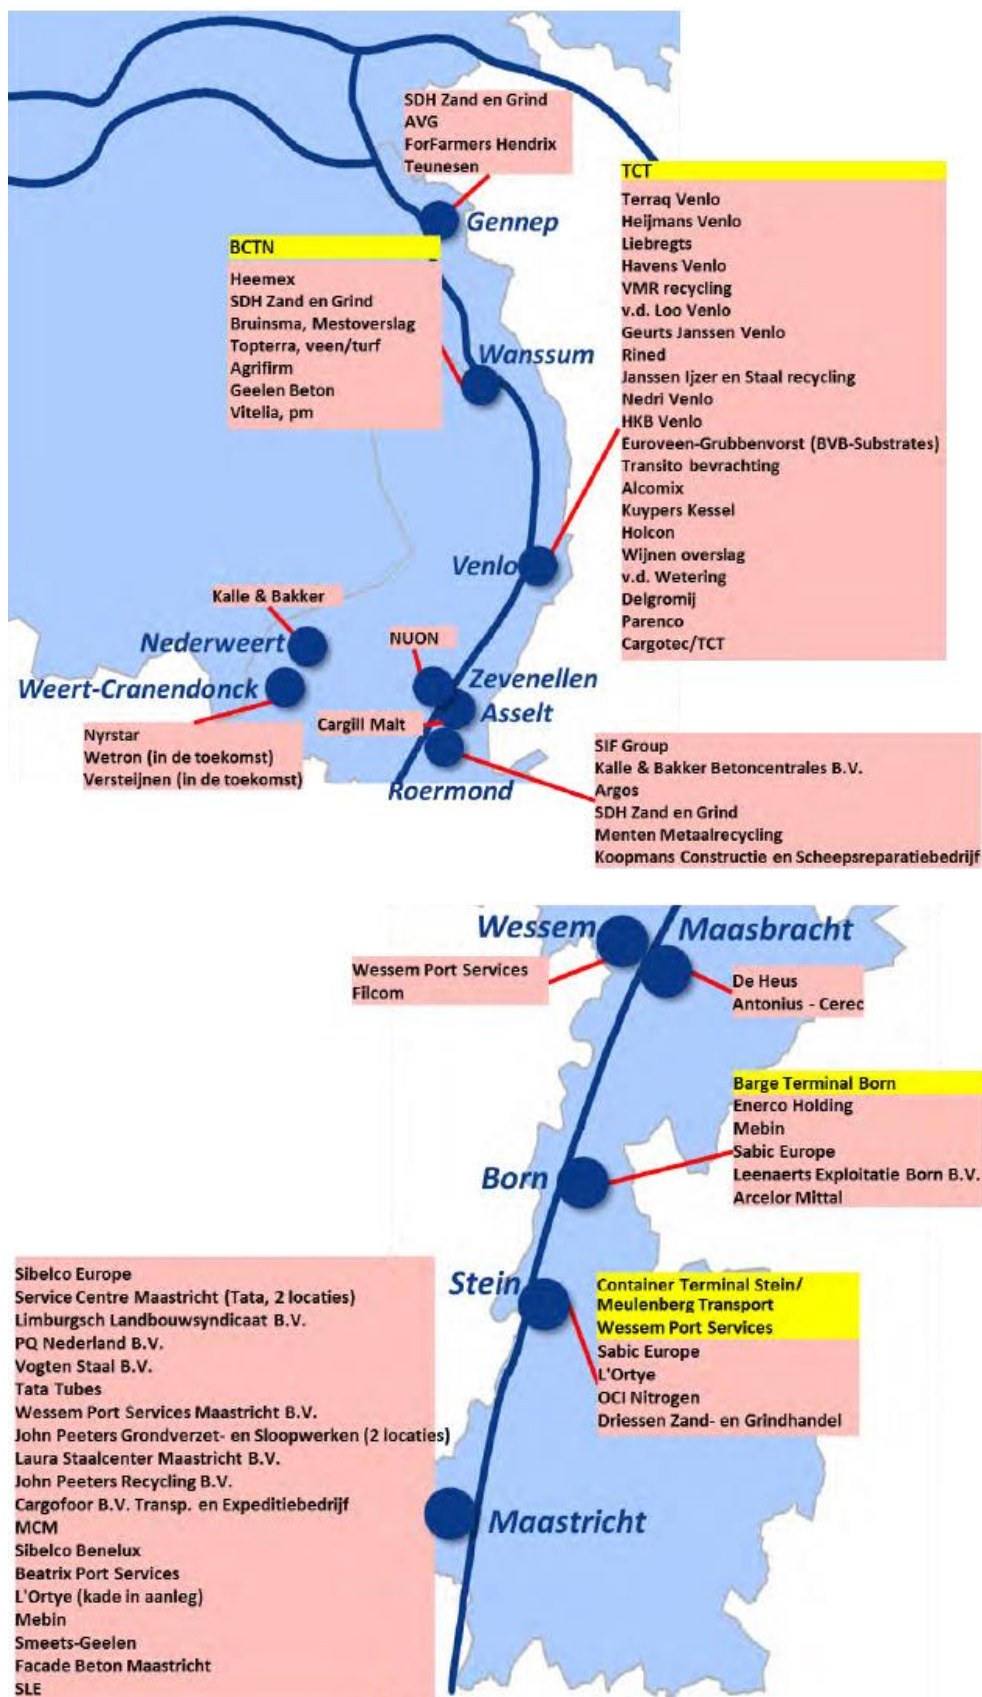 SDH Zand en Grind
AVG
ForFarmers Hendrix
Teunesen
Gennep
BCTN
Heemex
SDH Zand en Grind
Bruinsma, Mestoverslag
Topterra, veen/turf
Agrifirm
Geelen Beton
Vitelia, pm
Wanssum
TCT
Terraq Venlo
Heijmans Venlo
Liebregts
Havens Venlo
VMR recycling
v.d. Loo Venlo
Geurts Janssen Venlo
Rined
Janssen Ijzer en Staal recycling
Nedri Venlo
HKB Venlo
Euroveen-Grubbenvorst (BVB-Substrates)
Transito bevrachting
Alcomix
Kuypers Kessel
Holcon
Wijnen overslag
v.d. Wetering
Delgromij
Parenco
Cargotec/TCT
Venlo
Kalle & Bakker
Nederweert
Weert-Cranendonck
Nyrstar
Wetron (in de toekomst)
Versteijnen (in de toekomst)
NUON
Zevenellen
Cargill Malt
Asselt
Roermond
SIF Group
Kalle & Bakker Betoncentrales B.V.
Argos
SDH Zand en Grind
Menten Metaalrecycling
Koopmans Constructie en Scheepsreparatiebedrijf
Wessem
Maasbracht
Wessem Port Services
Filcom
De Heus
Antonius - Cerec
Barge Terminal Born
Enerco Holding
Mebin
Sabic Europe
Leenaerts Exploitatie Born B.V.
Arcelor Mittal
Born
Stein
Container Terminal Stein/
Meulenberg Transport
Wessem Port Services
Sabic Europe
L'Ortye
OCI Nitrogen
Driessen Zand- en Grindhandel
Sibelco Europe
Service Centre Maastricht (Tata, 2 locaties)
Limburgsch Landbouwsyndicaat B.V.
PQ Nederland B.V.
Vogten Staal B.V.
Tata Tubes
Wessem Port Services Maastricht B.V.
John Peeters Grondverzet- en Sloopwerken (2 locaties)
Laura Staalcenter Maastricht B.V.
John Peeters Recycling B.V.
Cargofoor B.V. Transp. en Expeditiebedrijf
MCM
Sibelco Benelux
Beatrix Port Services
L'Ortye (kade in aanleg)
Mebin
Smeets-Geelen
Facade Beton Maastricht
SLE
Maastricht